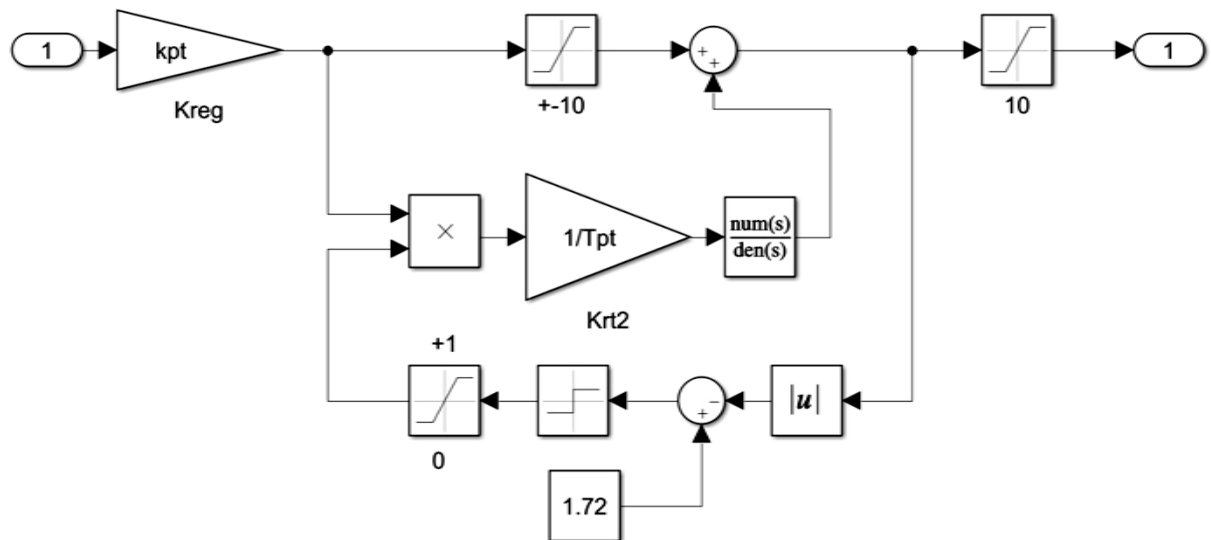 1
kpt
Kreg
+-10
+
+
10
1
×
1/Tpt
Krt2
num(s)
den(s)
+1
0
−
+
|u|
1.72